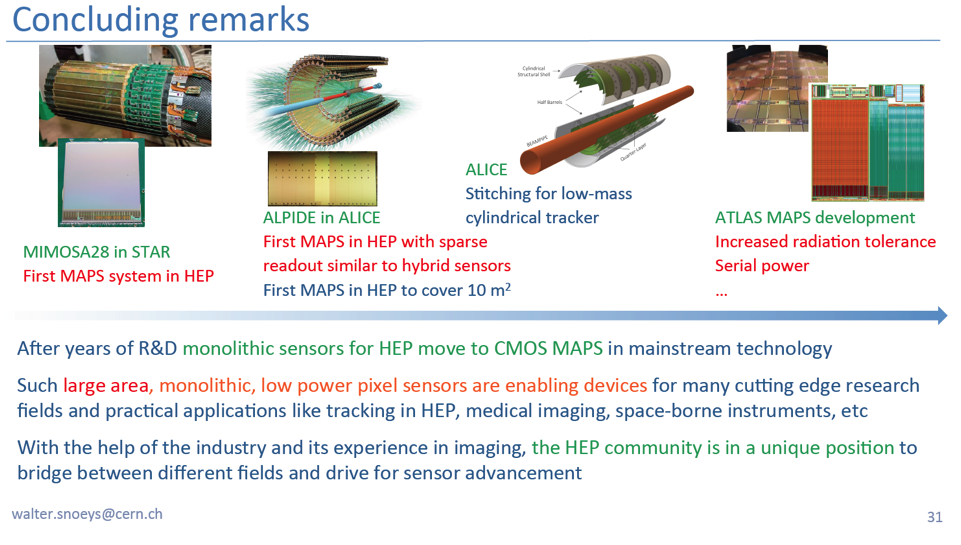 Concluding remarks
Cylindrical
Structural Shell
Half Barrels
BEAMPIPE
Quarter-Layer
MIMOSA28 in STAR
First MAPS system in HEP
ALPIDE in ALICE
First MAPS in HEP with sparse
readout similar to hybrid sensors
First MAPS in HEP to cover 10 m²
ALICE
Stitching for low-mass
cylindrical tracker
ATLAS MAPS development
Increased radiation tolerance
Serial power
...
After years of R&D monolithic sensors for HEP move to CMOS MAPS in mainstream technology
Such large area, monolithic, low power pixel sensors are enabling devices for many cutting edge research
fields and practical applications like tracking in HEP, medical imaging, space-borne instruments, etc
With the help of the industry and its experience in imaging, the HEP community is in a unique position to
bridge between different fields and drive for sensor advancement
walter.snoeys@cern.ch
31